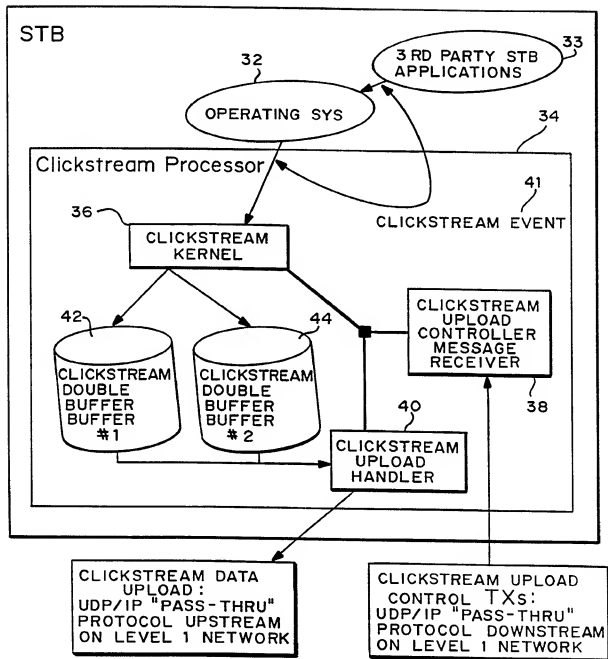 STB
32
33
3RD PARTY STB
APPLICATIONS
OPERATING SYS
34
Clickstream Processor
41
CLICKSTREAM EVENT
36
CLICKSTREAM
KERNEL
42
CLICKSTREAM
DOUBLE
BUFFER
BUFFER
#1
44
CLICKSTREAM
DOUBLE
BUFFER
BUFFER
#2
CLICKSTREAM
UPLOAD
CONTROLLER
MESSAGE
RECEIVER
38
40
CLICKSTREAM
UPLOAD
HANDLER
CLICKSTREAM DATA
UPLOAD:
UDP/IP "PASS-THRU"
PROTOCOL UPSTREAM
ON LEVEL 1 NETWORK
CLICKSTREAM UPLOAD
CONTROL TXs:
UDP/IP "PASS-THRU"
PROTOCOL DOWNSTREAM
ON LEVEL 1 NETWORK